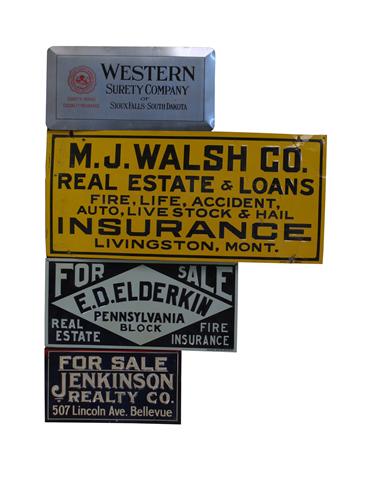 WESTERN
SURETY COMPANY
OF
SIOUX FALLS · SOUTH DAKOTA
M.J. WALSH CO.
REAL ESTATE & LOANS
FIRE, LIFE, ACCIDENT,
AUTO, LIVE STOCK & HAIL
INSURANCE
LIVINGSTON, MONT.
FOR SALE
E.D. ELDERKIN
PENNSYLVANIA
BLOCK
REAL ESTATE
FIRE INSURANCE
FOR SALE
JENKINSON
REALTY CO.
507 Lincoln Ave. Bellevue